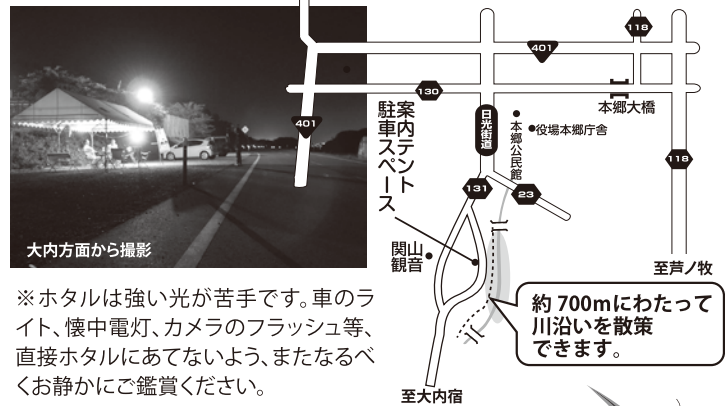 大内方面から撮影
※ホタルは強い光が苦手です。車のラ
イト、懐中電灯、カメラのフラッシュ等、
直接ホタルにあてないよう、またなるべ
くお静かにご鑑賞ください。
401
118
401
130
本郷大橋
案内テント
駐車スペース
日光街道
本郷公民館
役場本郷庁舎
118
131
23
関山
観音
至芦ノ牧
約700mにわたって
川沿いを散策
できます。
至大内宿